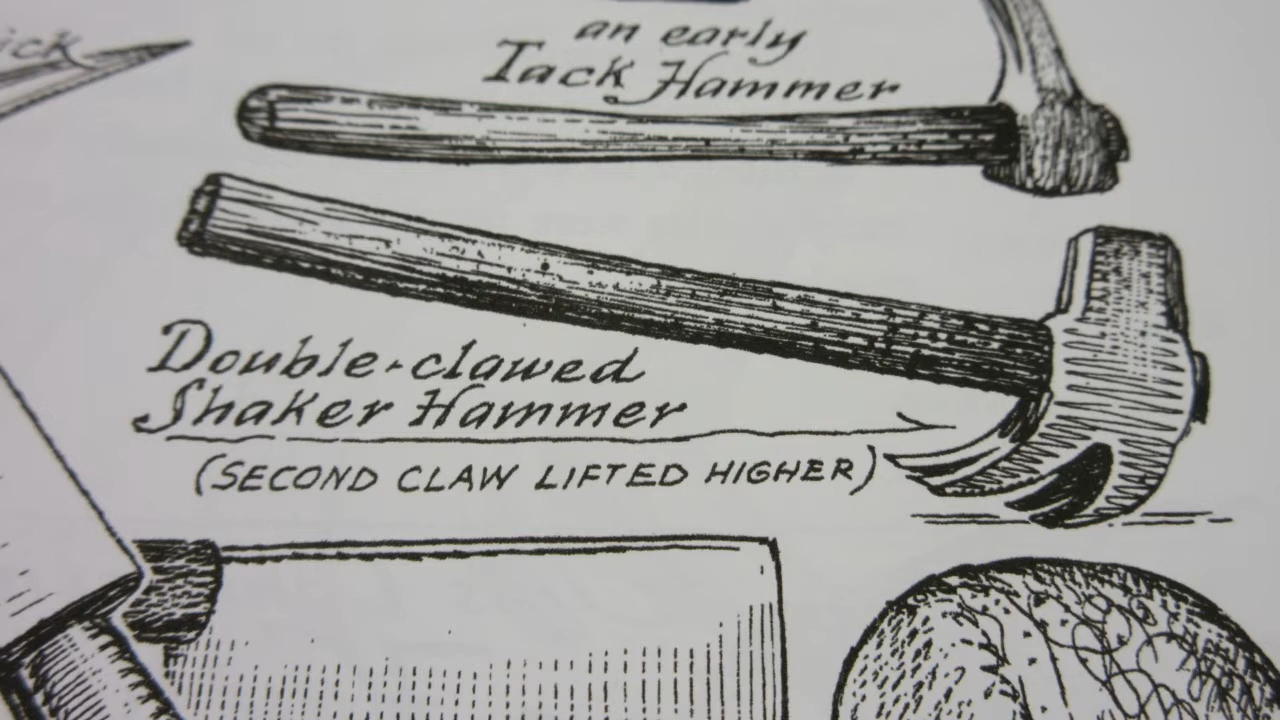 an early
Tack Hammer
Double-clawed
Shaker Hammer
(SECOND CLAW LIFTED HIGHER)